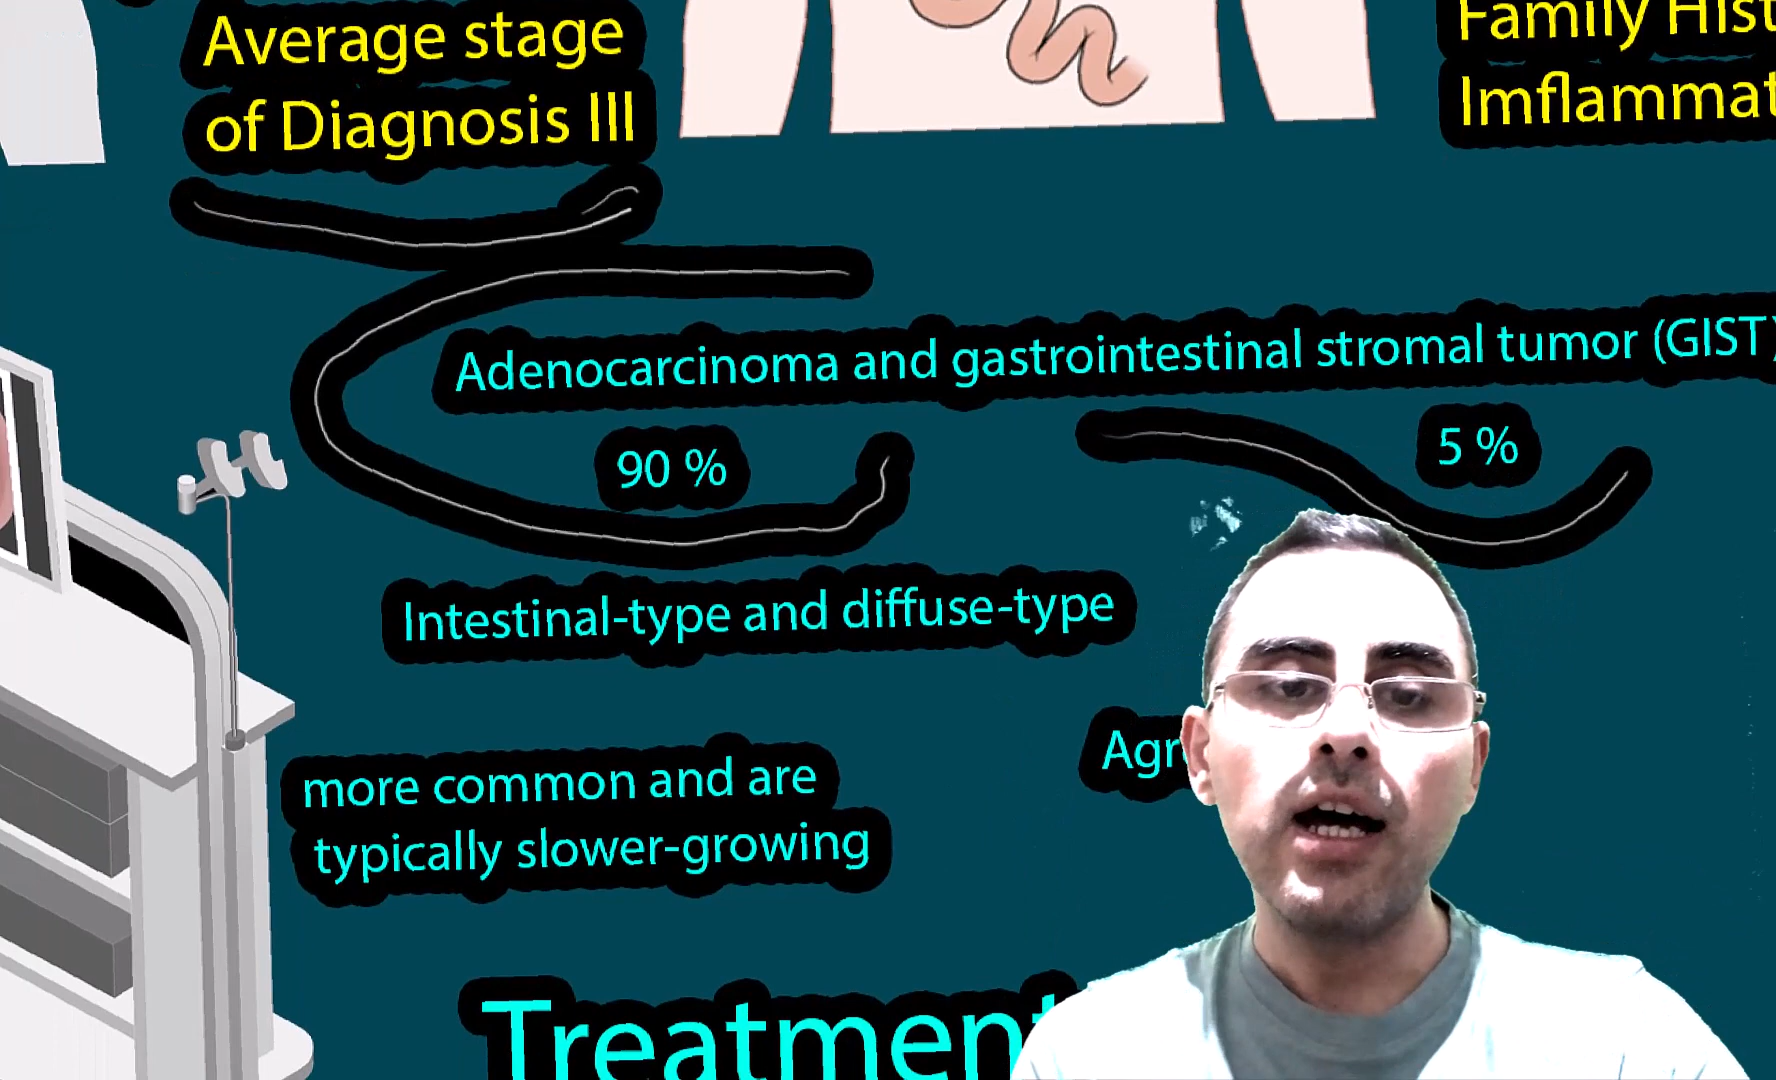 Average stage
of Diagnosis III
Family Hist
Imflammat
Adenocarcinoma and gastrointestinal stromal tumor (GIST)
90 %
5 %
Intestinal-type and diffuse-type
more common and are
typically slower-growing
Agr
Treatment